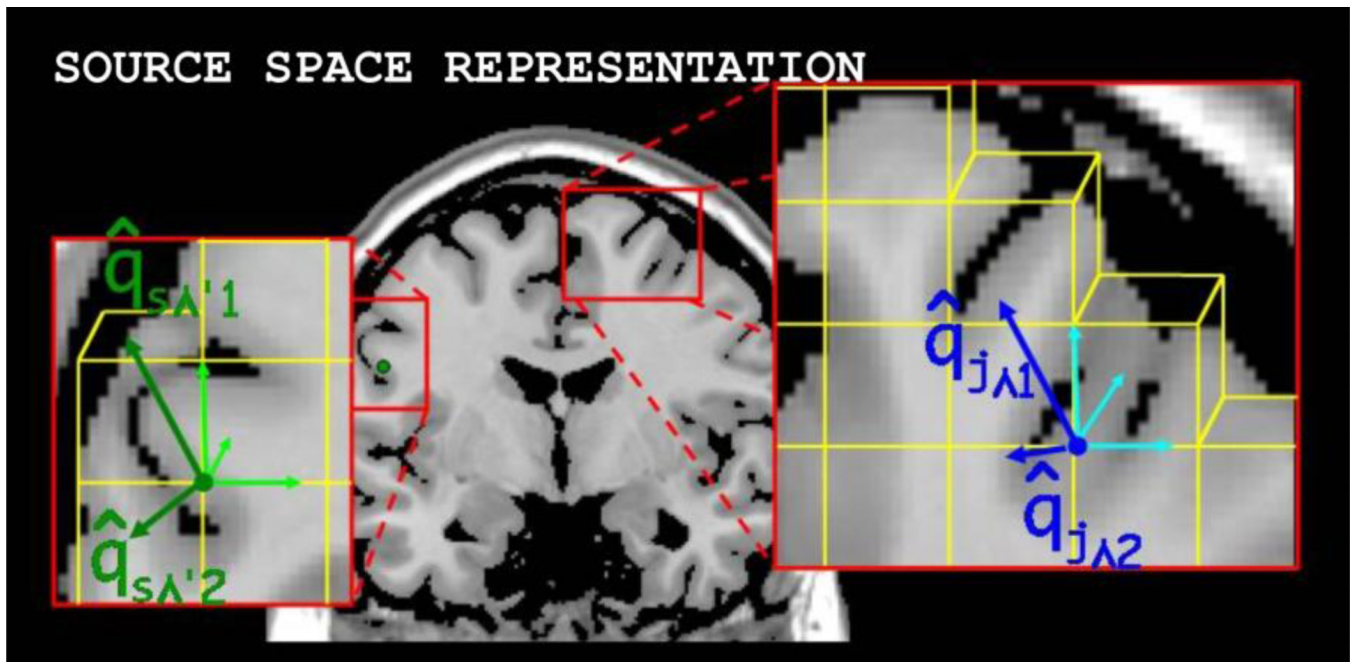 SOURCE SPACE REPRESENTATION
q̂s⋏'1
q̂s⋏'2
q̂j⋏1
q̂j⋏2